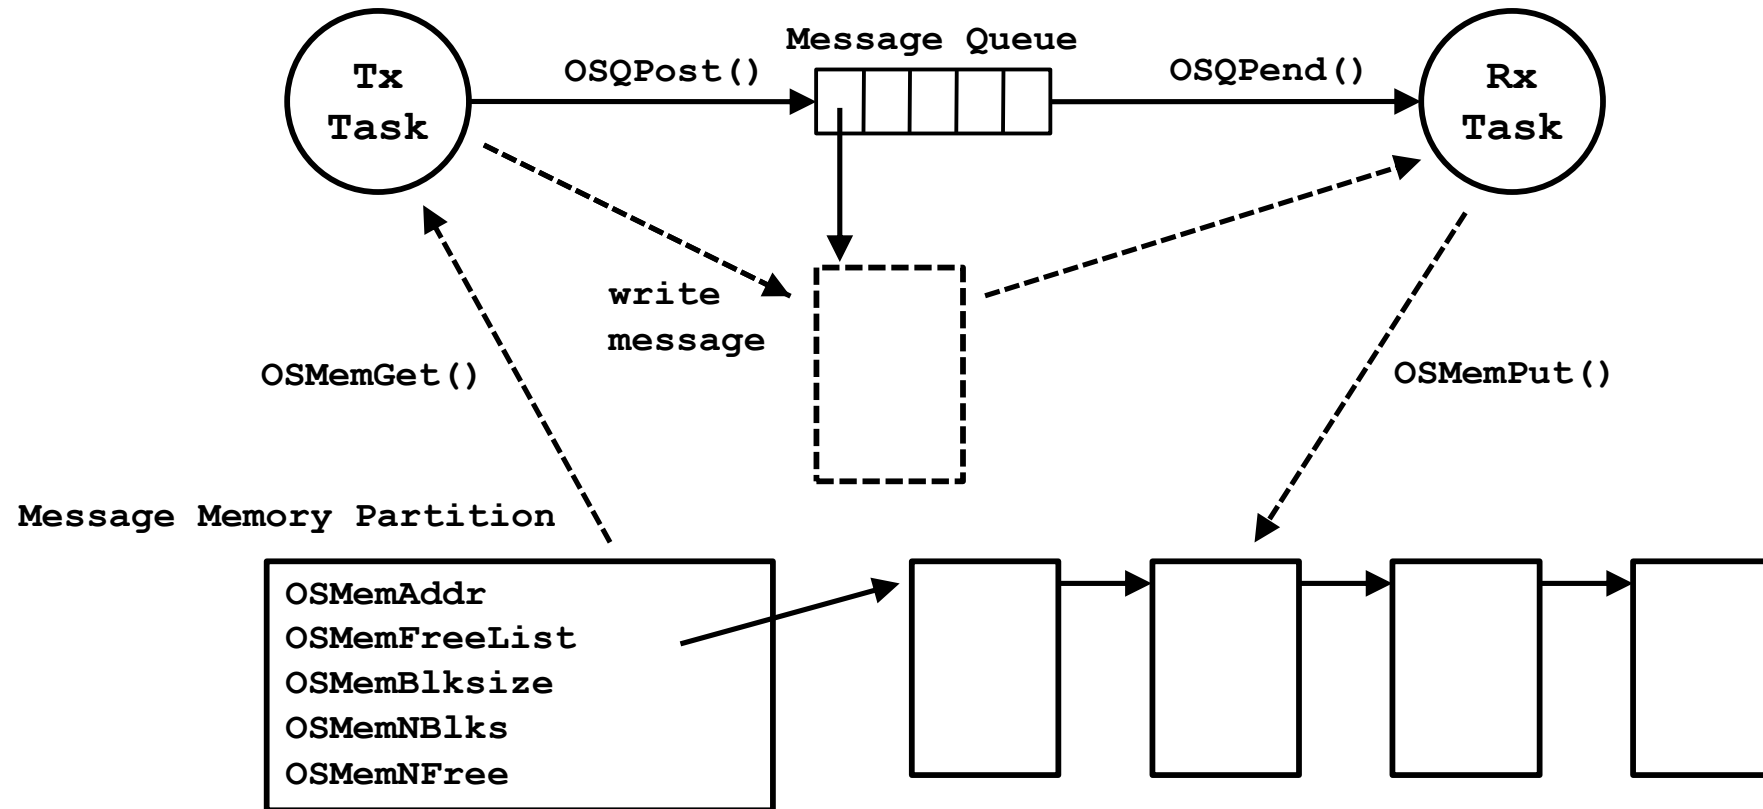 Message Queue
Tx
Task
OSQPost()
OSQPend()
Rx
Task
write
message
OSMemGet()
OSMemPut()
Message Memory Partition
OSMemAddr
OSMemFreeList
OSMemBlksize
OSMemNBlks
OSMemNFree